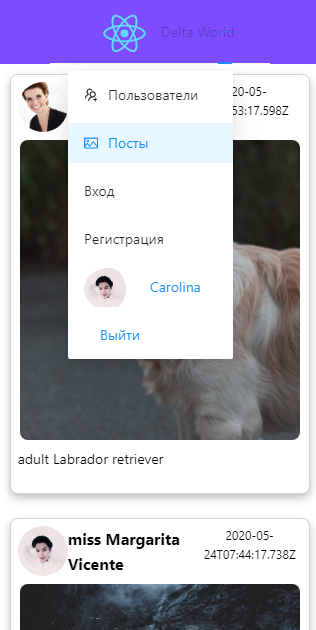 Delta World
Пользователи
2020-05-
53:17.998Z
Посты
Вход
Регистрация
Carolina
Выйти
adult Labrador retriever
miss Margarita
Vicente
2020-05-
24T07:44:17.738Z